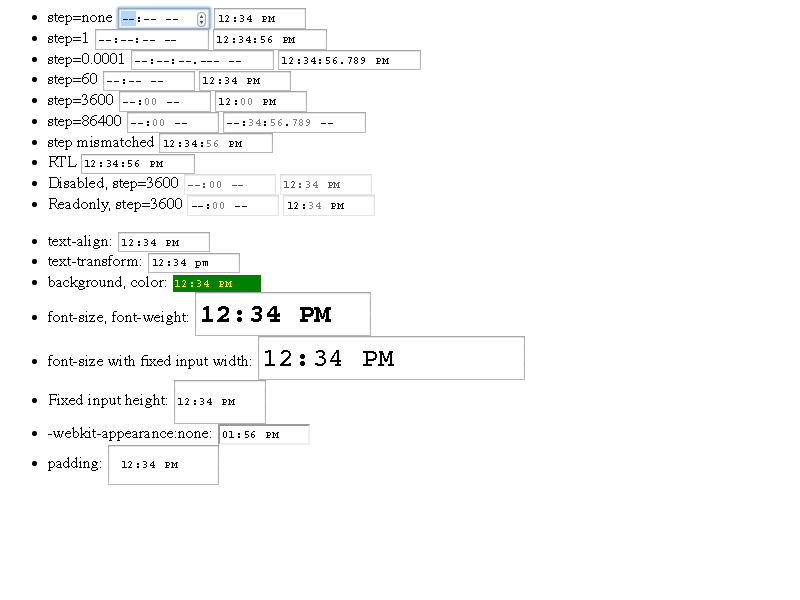 • step=none --:-- -- 12:34 PM
• step=1 --:--:-- -- 12:34:56 PM
• step=0.0001 --:--:--.--- -- 12:34:56.789 PM
• step=60 --:-- -- 12:34 PM
• step=3600 --:00 -- 12:00 PM
• step=86400 --:00 -- --:34:56.789 --
• step mismatched 12:34:56 PM
• RTL 12:34:56 PM
• Disabled, step=3600 --:00 -- 12:34 PM
• Readonly, step=3600 --:00 -- 12:34 PM
• text-align: 12:34 PM
• text-transform: 12:34 pm
• background, color: 12:34 PM
• font-size, font-weight: 12:34 PM
• font-size with fixed input width: 12:34 PM
• Fixed input height: 12:34 PM
• -webkit-appearance:none: 01:56 PM
• padding: 12:34 PM